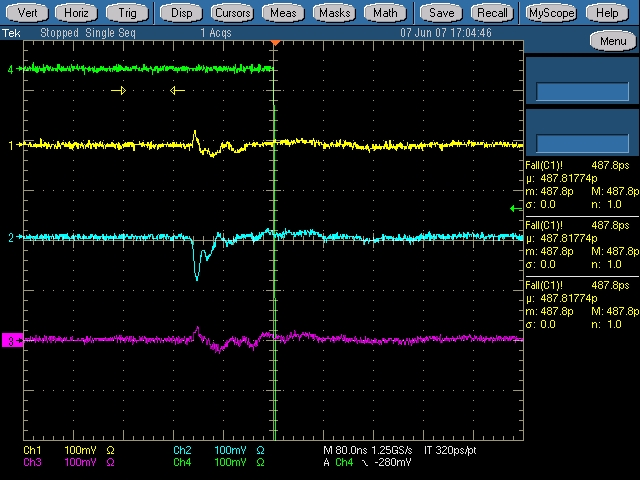 Vert Horiz Trig Disp Cursors Meas Masks Math Save Recall MyScope Help
Tek Stopped Single Seq 1 Acqs 07 Jun 07 17:04:46
Menu
4
1
2
3
Fall(C1)! 487.8ps
µ: 487.81774p
m: 487.8p M: 487.8p
σ: 0.0 n: 1.0
Fall(C1)! 487.8ps
µ: 487.81774p
m: 487.8p M: 487.8p
σ: 0.0 n: 1.0
Fall(C1)! 487.8ps
µ: 487.81774p
m: 487.8p M: 487.8p
σ: 0.0 n: 1.0
Ch1 100mV Ω Ch2 100mV Ω M 80.0ns 1.25GS/s IT 320ps/pt
Ch3 100mV Ω Ch4 100mV Ω A Ch4 -280mV